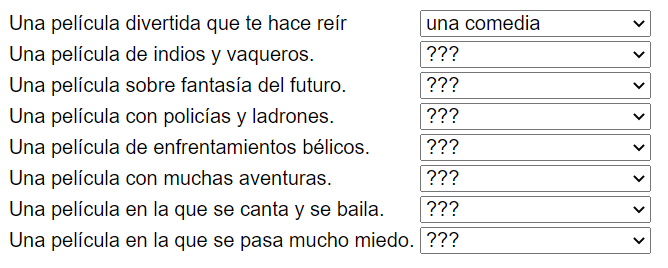 Una película divertida que te hace reír una comedia
Una película de indios y vaqueros. ???
Una película sobre fantasía del futuro. ???
Una película con policías y ladrones. ???
Una película de enfrentamientos bélicos. ???
Una película con muchas aventuras. ???
Una película en la que se canta y se baila. ???
Una película en la que se pasa mucho miedo. ???